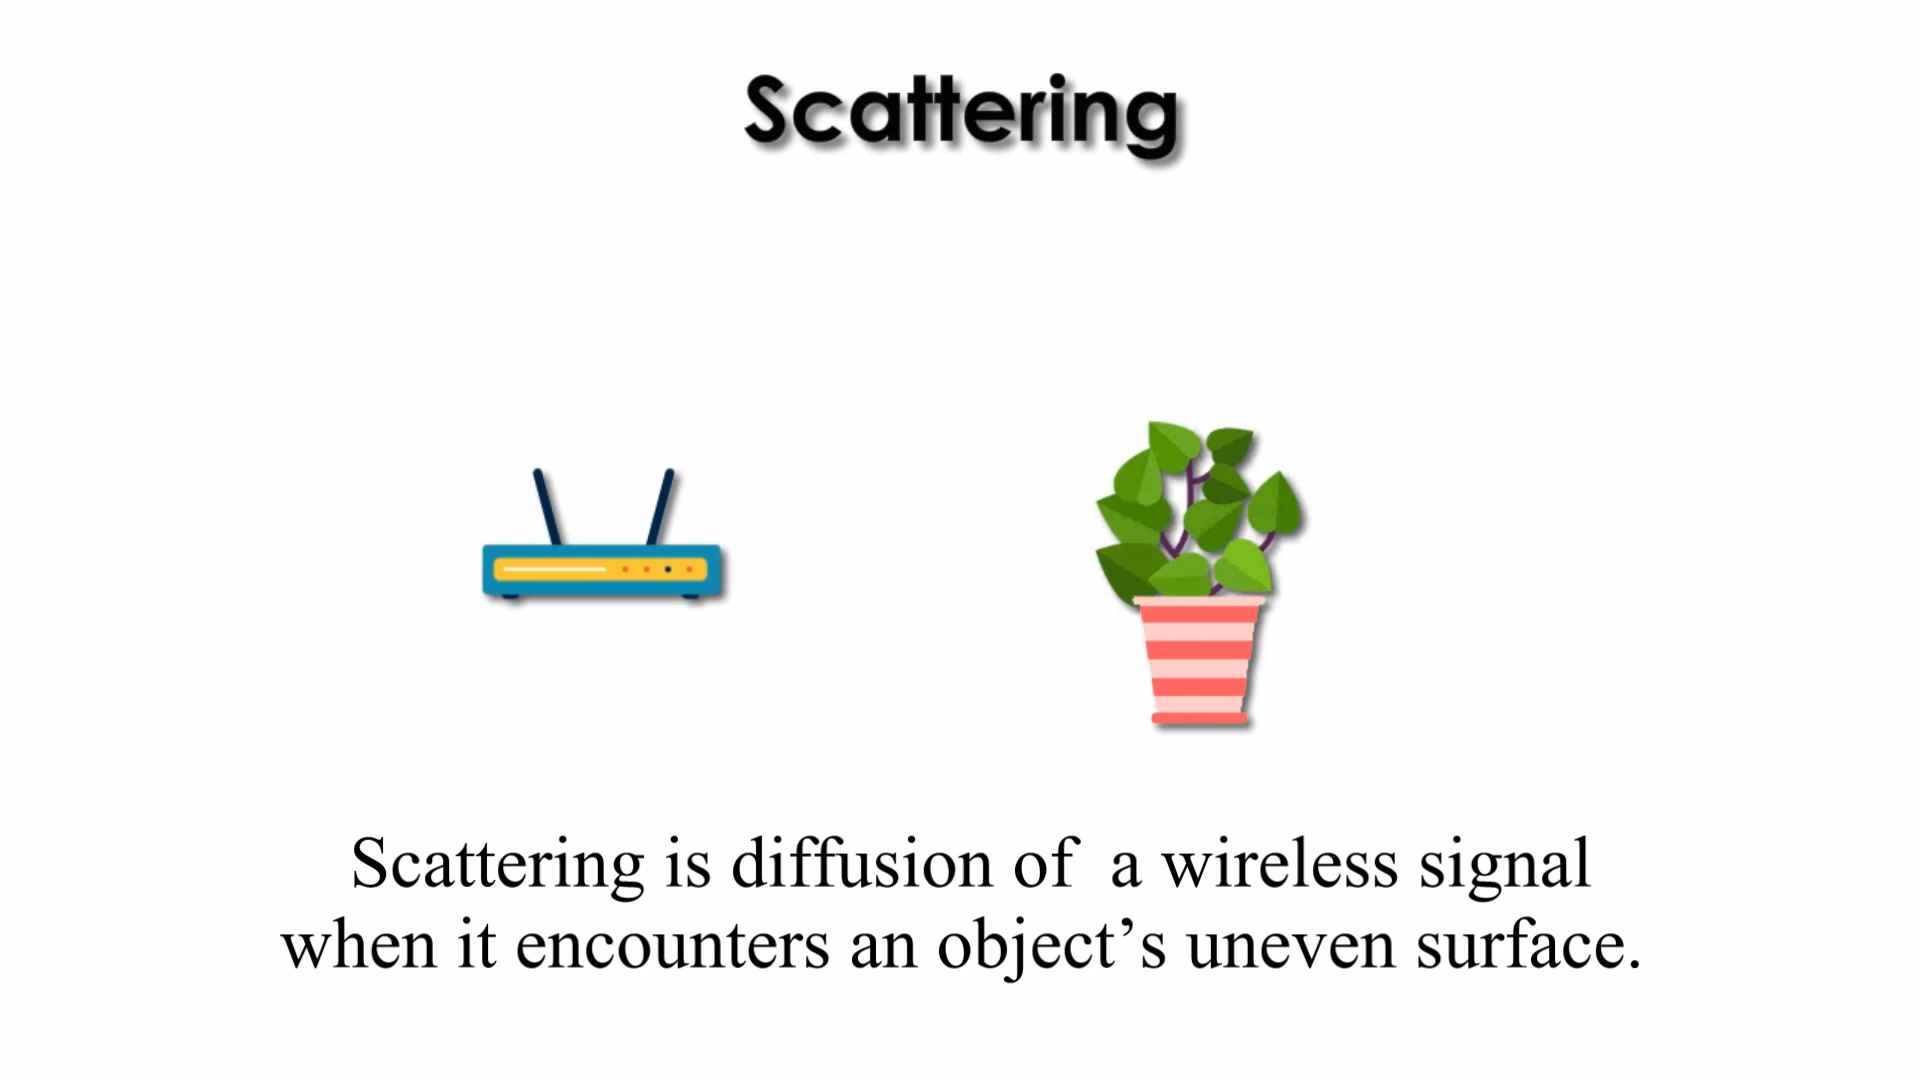 Scattering
Scattering is diffusion of a wireless signal
when it encounters an object’s uneven surface.